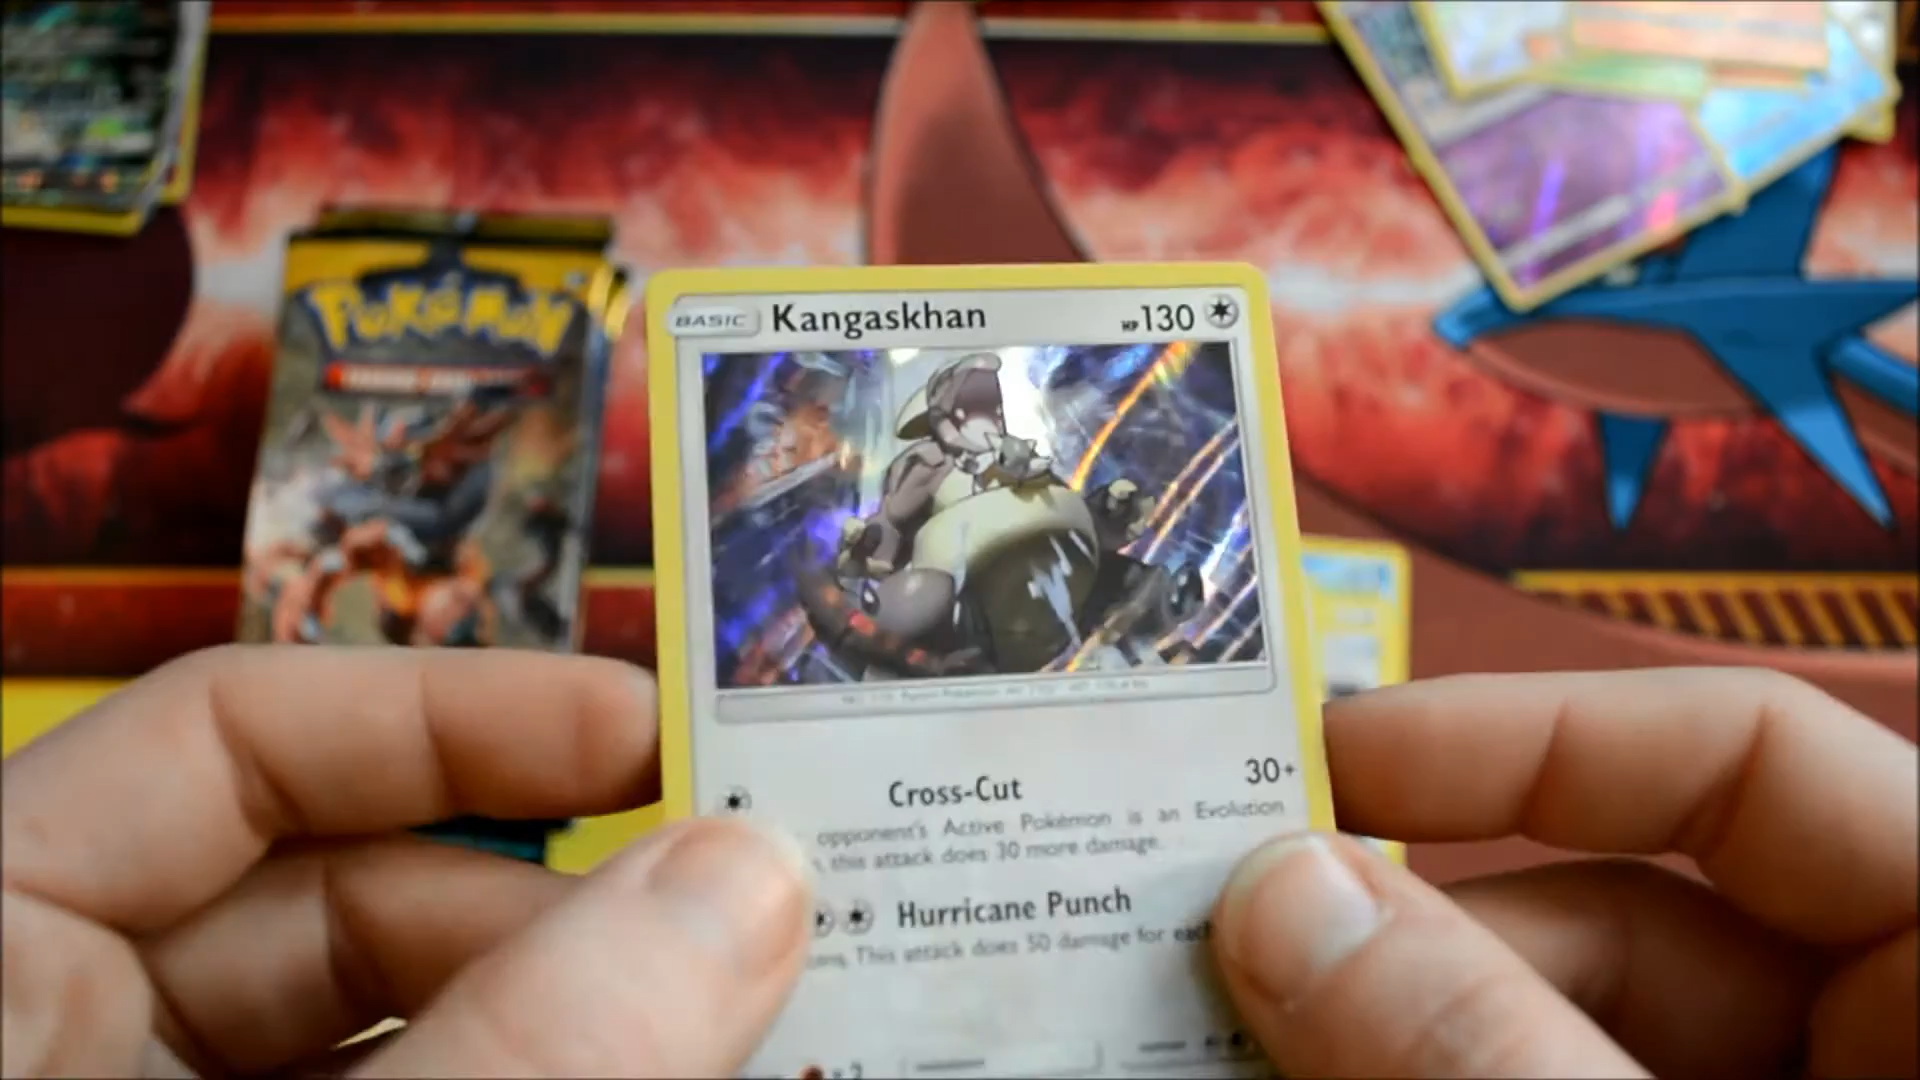 POKÉMON
BASIC Kangaskhan HP 130
Cross-Cut 30+
opponent's Active Pokémon is an Evolution
this attack does 30 more damage.
Hurricane Punch
This attack does 50 damage for each
×2